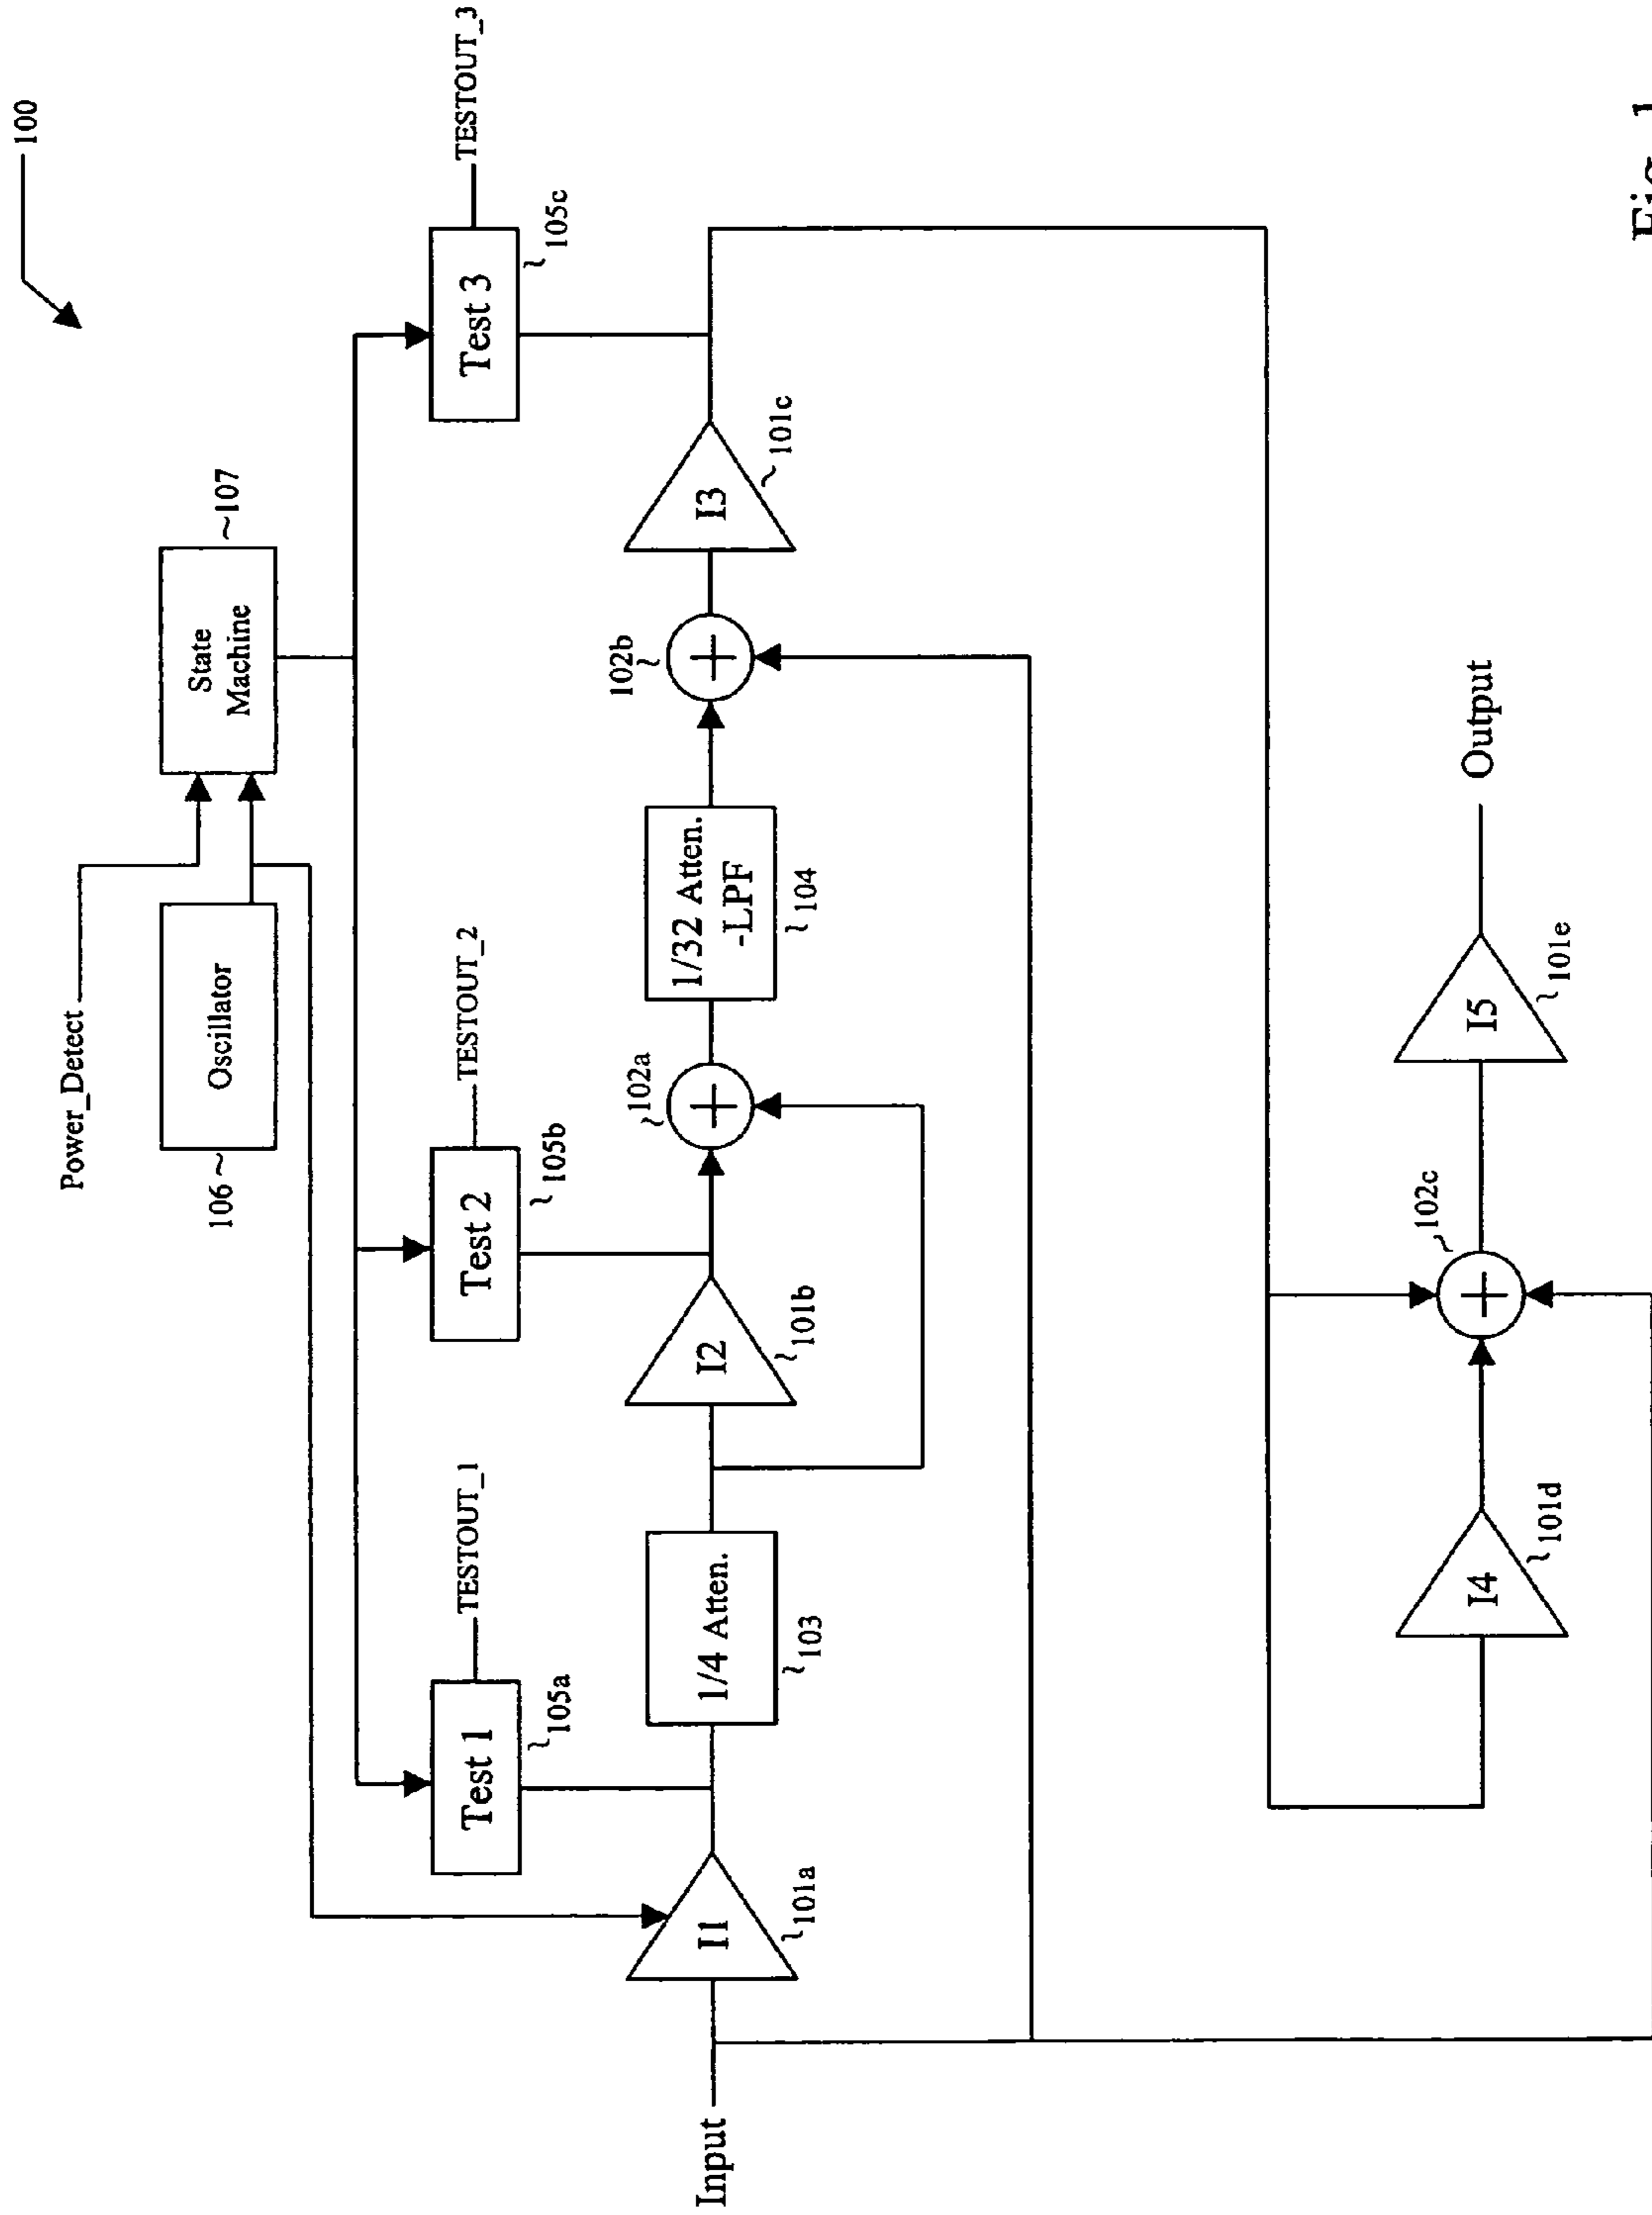 100
Power_Detect
106
Oscillator
State
Machine
107
TESTOUT_1
TESTOUT_2
TESTOUT_3
Test 1
105a
Test 2
105b
Test 3
105c
Input
I1
101a
1/4 Atten.
103
I2
101b
102a
1/32 Atten.
-LPF
104
102b
I3
101c
I4
101d
102c
I5
101e
Output
Fig. 1